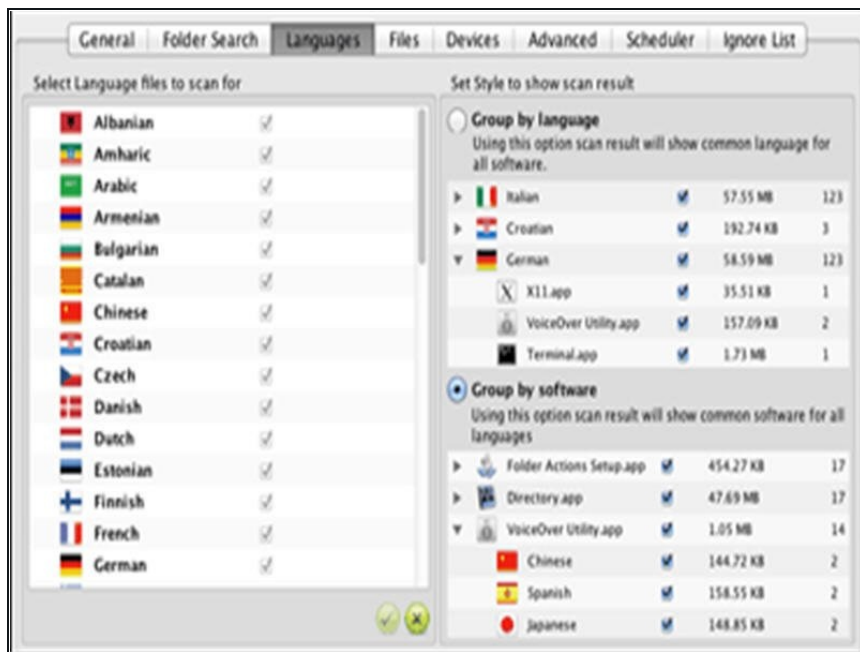 General Folder Search Languages Files Devices Advanced Scheduler Ignore List
Select Language files to scan for
Albanian
Amharic
Arabic
Armenian
Bulgarian
Catalan
Chinese
Croatian
Czech
Danish
Dutch
Estonian
Finnish
French
German
Set Style to show scan result
Group by language
Using this option scan result will show common language for
all software.
Italian 57.55 MB 123
Croatian 192.74 KB 3
German 58.59 MB 123
X11.app 35.51 KB 1
VoiceOver Utility.app 157.09 KB 2
Terminal.app 1.73 MB 1
Group by software
Using this option scan result will show common software for all
languages
Folder Actions Setup.app 454.27 KB 17
Directory.app 47.69 MB 17
VoiceOver Utility.app 1.05 MB 14
Chinese 144.72 KB 2
Spanish 158.55 KB 2
Japanese 148.85 KB 2